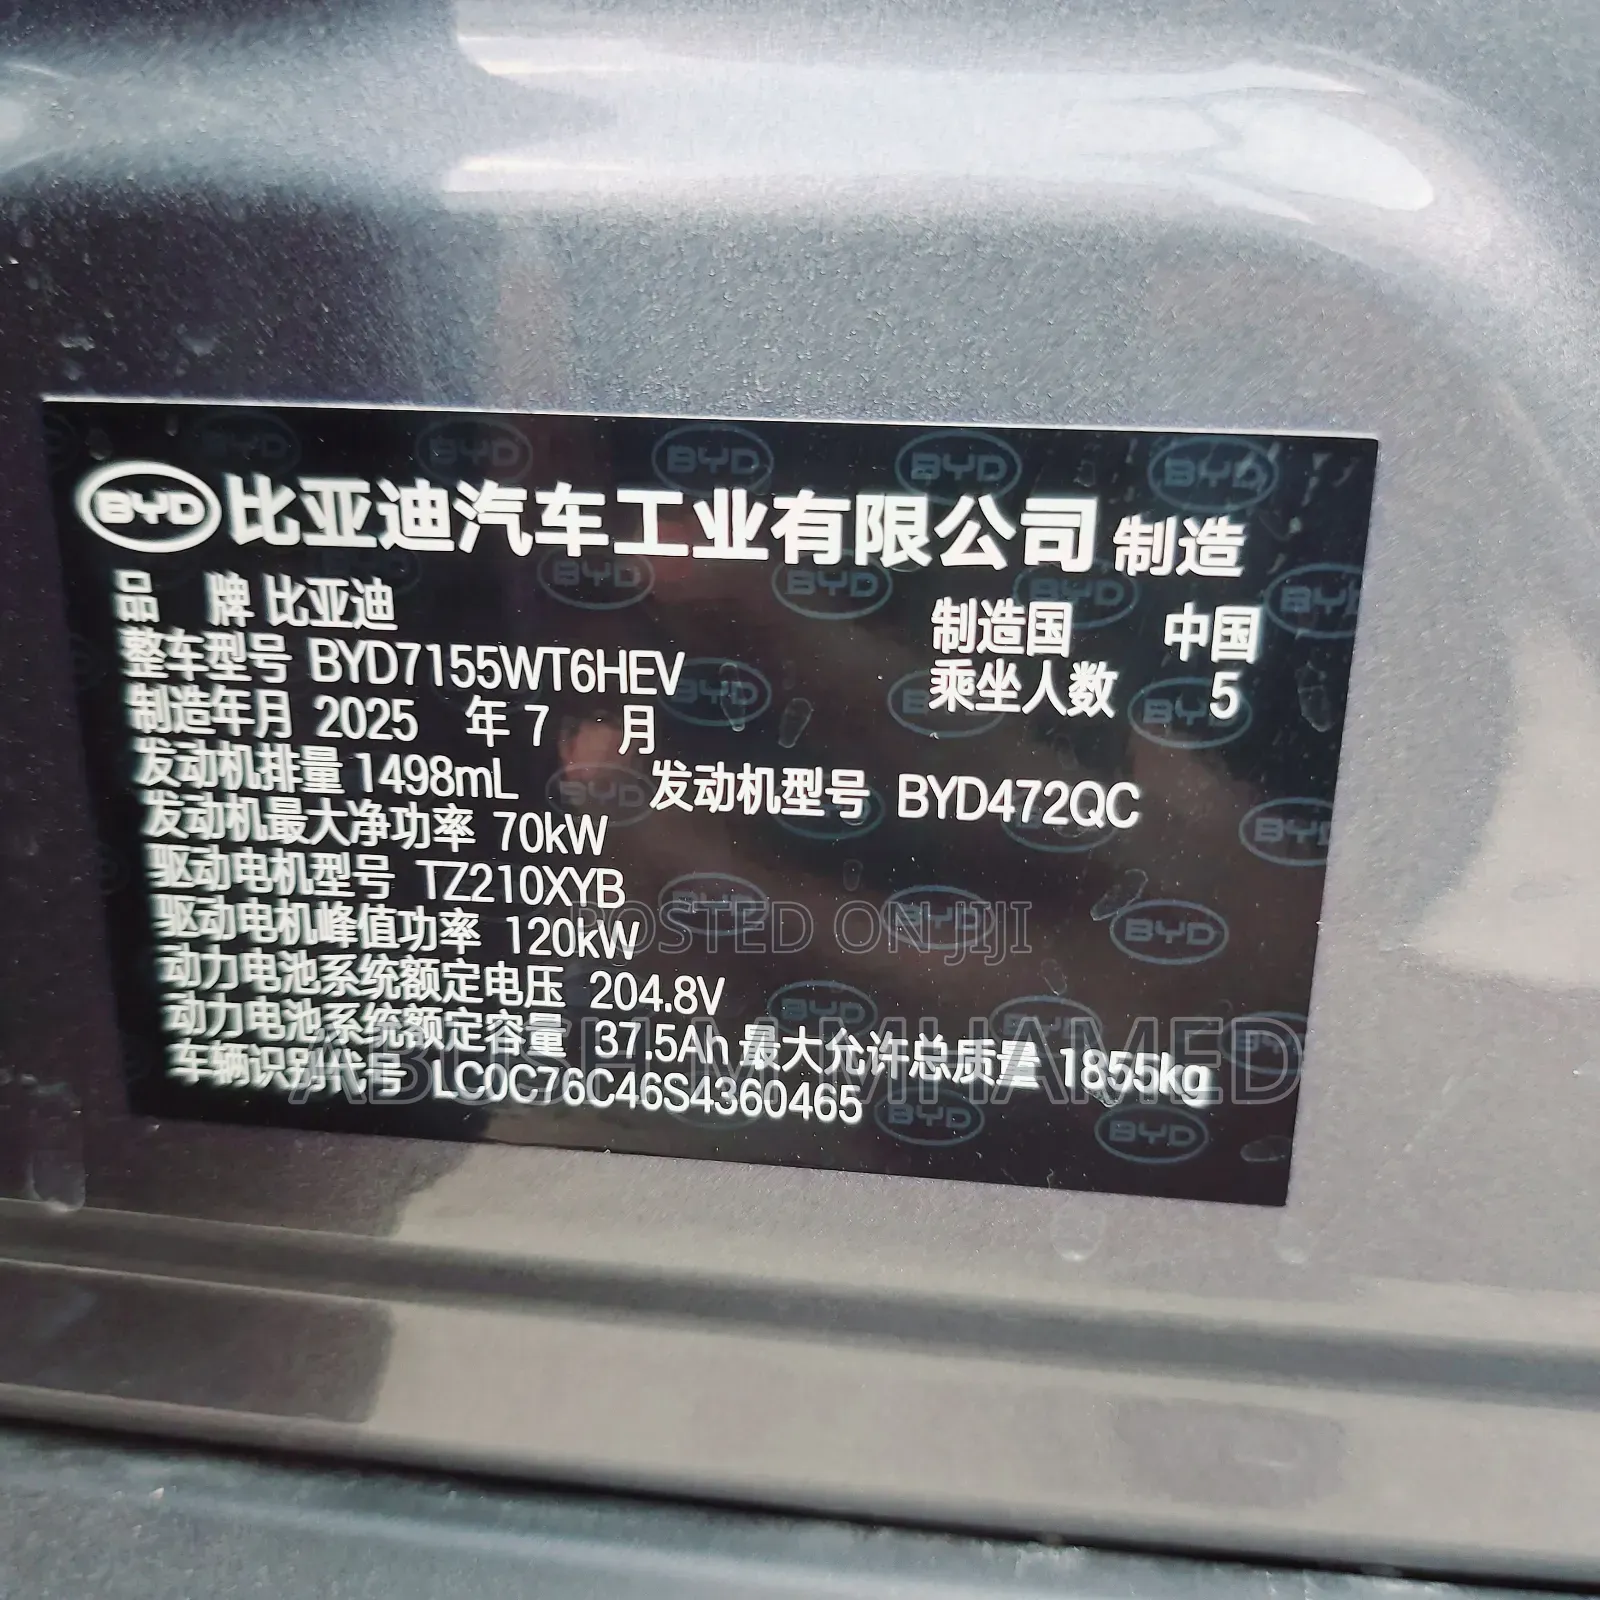 BYD 比亚迪汽车工业有限公司 制造
品 牌 比亚迪 制造国 中国
整车型号 BYD7155WT6HEV 乘坐人数 5
制造年月 2025 年 7 月
发动机排量 1498mL 发动机型号 BYD472QC
发动机最大净功率 70kW
驱动电机型号 TZ210XYB
驱动电机峰值功率 120kW
动力电池系统额定电压 204.8V
动力电池系统额定容量 37.5Ah 最大允许总质量 1855kg
车辆识别代号 LC0C76C46S4360465
POSTED ON JIJI